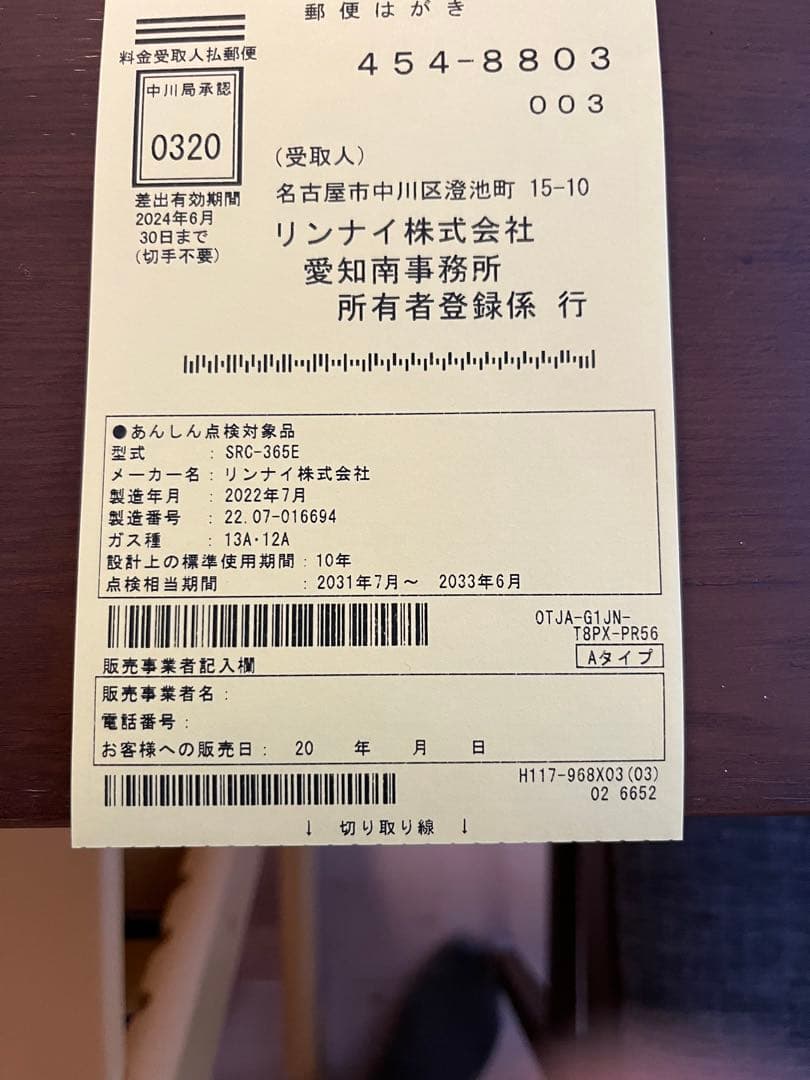 郵便はがき
料金受取人払郵便
中川局承認
0320
差出有効期間
2024年6月
30日まで
(切手不要)
454-8803
003
(受取人)
名古屋市中川区澄池町 15-10
リンナイ株式会社
愛知南事務所
所有者登録係 行
●あんしん点検対象品
型式 : SRC-365E
メーカー名 : リンナイ株式会社
製造年月 : 2022年7月
製造番号 : 22.07-016694
ガス種 : 13A・12A
設計上の標準使用期間 : 10年
点検相当期間 : 2031年7月～ 2033年6月
OTJA-G1JN-
T8PX-PR56
Aタイプ
販売事業者記入欄
販売事業者名 :
電話番号 :
お客様への販売日 : 20 年 月 日
H117-968X03(03)
02 6652
↓ 切り取り線 ↓